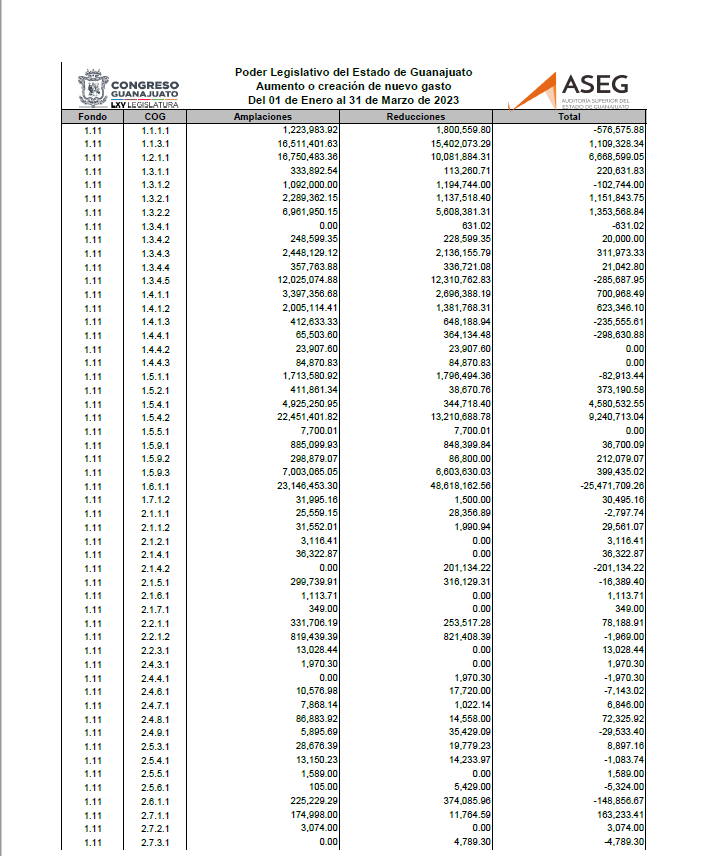 CONGRESO
GUANAJUATO
LXV LEGISLATURA
Poder Legislativo del Estado de Guanajuato
Aumento o creación de nuevo gasto
Del 01 de Enero al 31 de Marzo de 2023
ASEG
AUDITORÍA SUPERIOR DEL
ESTADO DE GUANAJUATO
Fondo COG Amplaciones Reducciones Total
1.11 1.1.1.1 1,223,983.92 1,800,559.80 -576,575.88
1.11 1.1.3.1 16,511,401.63 15,402,073.29 1,109,328.34
1.11 1.2.1.1 16,750,483.36 10,081,884.31 6,668,599.05
1.11 1.3.1.1 333,892.54 113,260.71 220,631.83
1.11 1.3.1.2 1,092,000.00 1,194,744.00 -102,744.00
1.11 1.3.2.1 2,289,362.15 1,137,518.40 1,151,843.75
1.11 1.3.2.2 6,961,950.15 5,608,381.31 1,353,568.84
1.11 1.3.4.1 0.00 631.02 -631.02
1.11 1.3.4.2 248,599.35 228,599.35 20,000.00
1.11 1.3.4.3 2,448,129.12 2,136,155.79 311,973.33
1.11 1.3.4.4 357,763.88 336,721.08 21,042.80
1.11 1.3.4.5 12,025,074.88 12,310,762.83 -285,687.95
1.11 1.4.1.1 3,397,356.68 2,696,388.19 700,968.49
1.11 1.4.1.2 2,005,114.41 1,381,768.31 623,346.10
1.11 1.4.1.3 412,633.33 648,188.94 -235,555.61
1.11 1.4.4.1 65,503.60 364,134.48 -298,630.88
1.11 1.4.4.2 23,907.60 23,907.60 0.00
1.11 1.4.4.3 84,870.83 84,870.83 0.00
1.11 1.5.1.1 1,713,580.92 1,796,494.36 -82,913.44
1.11 1.5.2.1 411,861.34 38,670.76 373,190.58
1.11 1.5.4.1 4,925,250.95 344,718.40 4,580,532.55
1.11 1.5.4.2 22,451,401.82 13,210,688.78 9,240,713.04
1.11 1.5.5.1 7,700.01 7,700.01 0.00
1.11 1.5.9.1 885,099.93 848,399.84 36,700.09
1.11 1.5.9.2 298,879.07 86,800.00 212,079.07
1.11 1.5.9.3 7,003,065.05 6,603,630.03 399,435.02
1.11 1.6.1.1 23,146,453.30 48,618,162.56 -25,471,709.26
1.11 1.7.1.2 31,995.16 1,500.00 30,495.16
1.11 2.1.1.1 25,559.15 28,356.89 -2,797.74
1.11 2.1.1.2 31,552.01 1,990.94 29,561.07
1.11 2.1.2.1 3,116.41 0.00 3,116.41
1.11 2.1.4.1 36,322.87 0.00 36,322.87
1.11 2.1.4.2 0.00 201,134.22 -201,134.22
1.11 2.1.5.1 299,739.91 316,129.31 -16,389.40
1.11 2.1.6.1 1,113.71 0.00 1,113.71
1.11 2.1.7.1 349.00 0.00 349.00
1.11 2.2.1.1 331,706.19 253,517.28 78,188.91
1.11 2.2.1.2 819,439.39 821,408.39 -1,969.00
1.11 2.2.3.1 13,028.44 0.00 13,028.44
1.11 2.4.3.1 1,970.30 0.00 1,970.30
1.11 2.4.4.1 0.00 1,970.30 -1,970.30
1.11 2.4.6.1 10,576.98 17,720.00 -7,143.02
1.11 2.4.7.1 7,868.14 1,022.14 6,846.00
1.11 2.4.8.1 86,883.92 14,558.00 72,325.92
1.11 2.4.9.1 5,895.69 35,429.09 -29,533.40
1.11 2.5.3.1 28,676.39 19,779.23 8,897.16
1.11 2.5.4.1 13,150.23 14,233.97 -1,083.74
1.11 2.5.5.1 1,589.00 0.00 1,589.00
1.11 2.5.6.1 105.00 5,429.00 -5,324.00
1.11 2.6.1.1 225,229.29 374,085.96 -148,856.67
1.11 2.7.1.1 174,998.00 11,764.59 163,233.41
1.11 2.7.2.1 3,074.00 0.00 3,074.00
1.11 2.7.3.1 0.00 4,789.30 -4,789.30